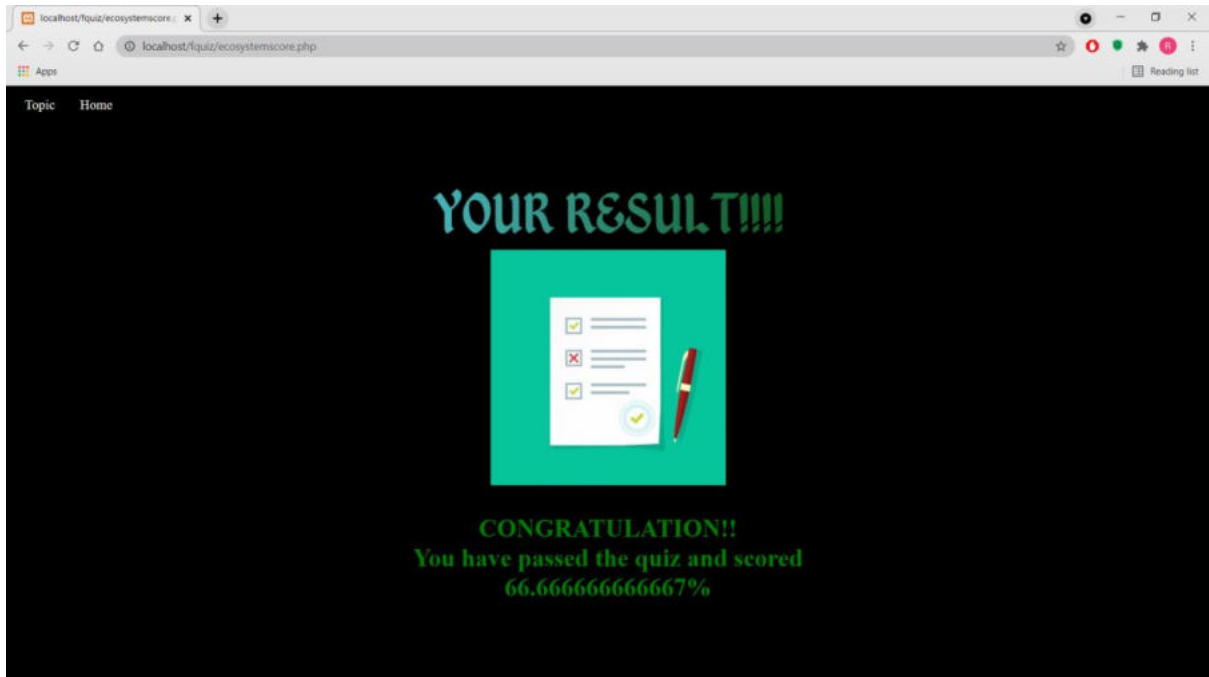 localhost/fquiz/ecosystemscore.
localhost/fquiz/ecosystemscore.php
R
Apps
Reading list
Topic Home
YOUR RESULT!!!!
CONGRATULATION!!
You have passed the quiz and scored
66.666666666667%